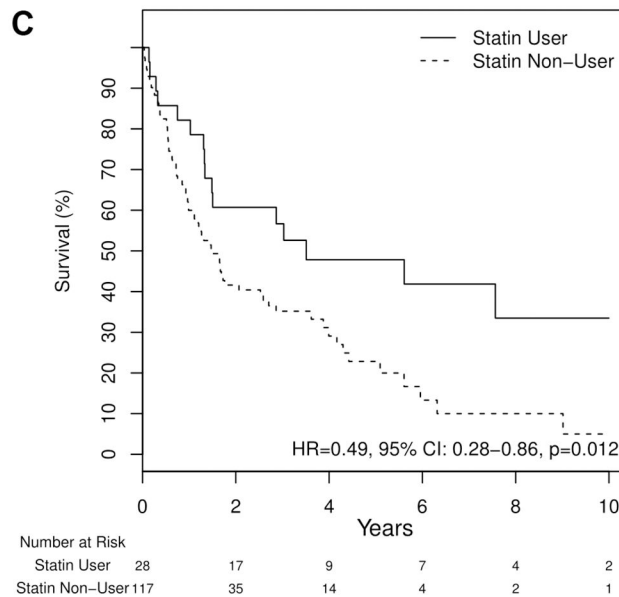 C
Statin User
Statin Non-User
Survival (%)
90
80
70
60
50
40
30
20
10
0
HR=0.49, 95% CI: 0.28-0.86, p=0.012
0 2 4 6 8 10
Years
Number at Risk
Statin User 28 17 9 7 4 2
Statin Non-User 117 35 14 4 2 1